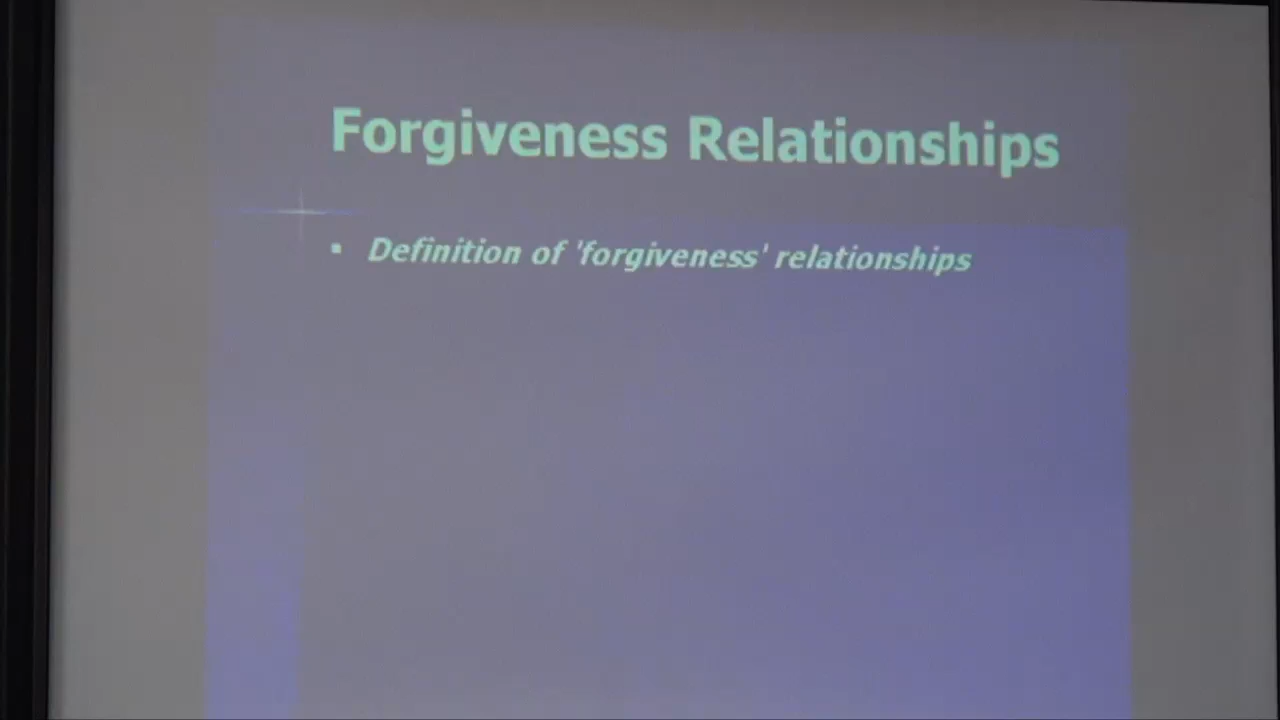 Forgiveness Relationships
▪ Definition of 'forgiveness' relationships